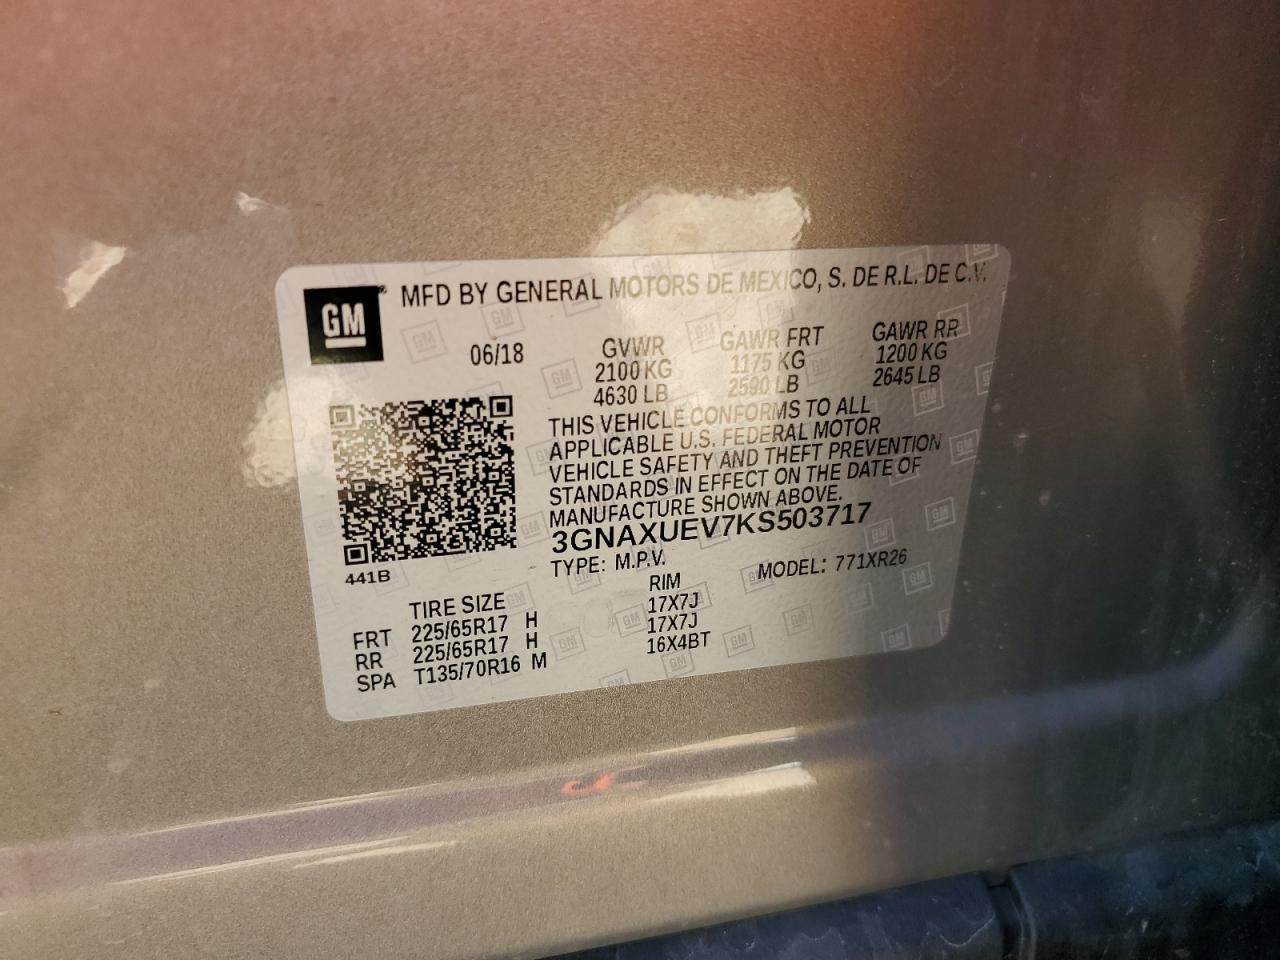 GM
MFD BY GENERAL MOTORS DE MEXICO, S. DE R.L. DE C.V.
06/18 GVWR GAWR FRT GAWR RR
2100 KG 1175 KG 1200 KG
4630 LB 2590 LB 2645 LB
THIS VEHICLE CONFORMS TO ALL
APPLICABLE U.S. FEDERAL MOTOR
VEHICLE SAFETY AND THEFT PREVENTION
STANDARDS IN EFFECT ON THE DATE OF
MANUFACTURE SHOWN ABOVE.
3GNAXUEV7KS503717
TYPE: M.P.V. MODEL: 771XR26
441B
TIRE SIZE RIM
FRT 225/65R17 H 17X7J
RR 225/65R17 H 17X7J
SPA T135/70R16 M 16X4BT